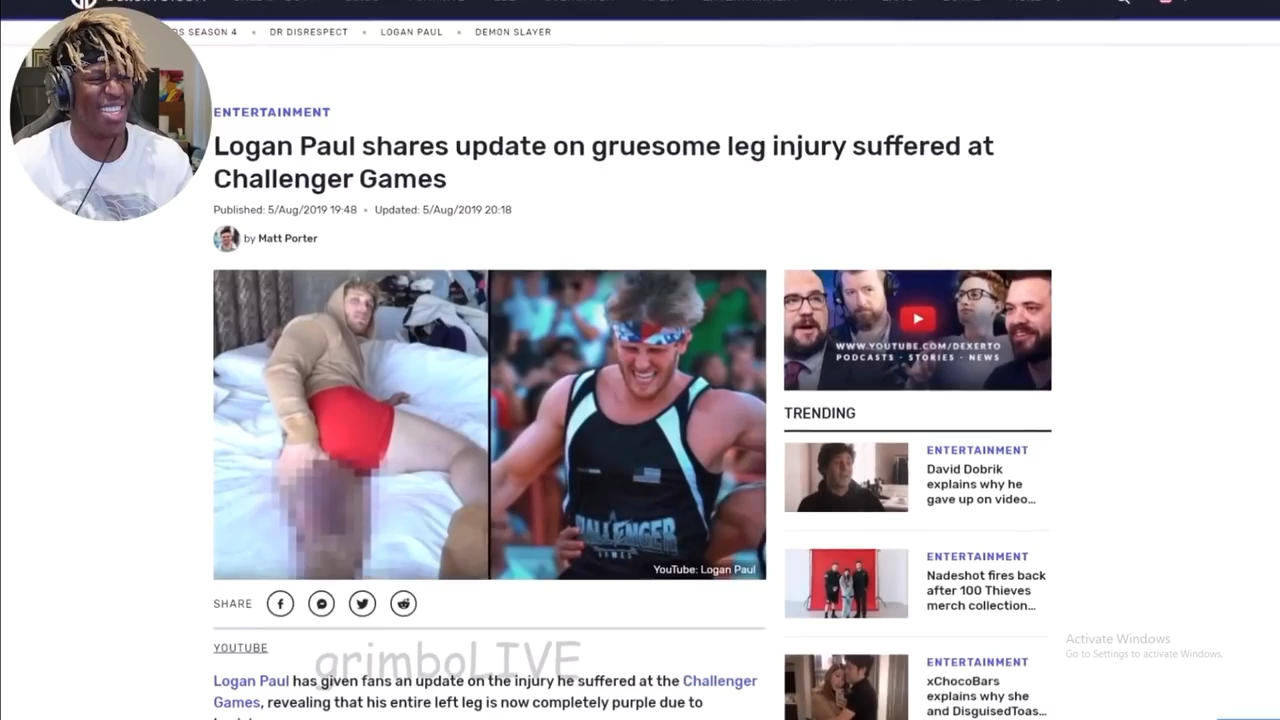 DS SEASON 4
DR DISRESPECT
LOGAN PAUL
DEMON SLAYER
ENTERTAINMENT
Logan Paul shares update on gruesome leg injury suffered at
Challenger Games
Published: 5/Aug/2019 19:48 • Updated: 5/Aug/2019 20:18
by Matt Porter
CHALLENGER
GAMES
YouTube: Logan Paul
WWW.YOUTUBE.COM/DEXERTO
PODCASTS - STORIES - NEWS
TRENDING
ENTERTAINMENT
David Dobrik
explains why he
gave up on video...
ENTERTAINMENT
Nadeshot fires back
after 100 Thieves
merch collection...
ENTERTAINMENT
xChocoBars
explains why she
and DisguisedToas...
SHARE
YOUTUBE
grimboLIVE
Logan Paul has given fans an update on the injury he suffered at the Challenger
Games, revealing that his entire left leg is now completely purple due to
Activate Windows
Go to Settings to activate Windows.